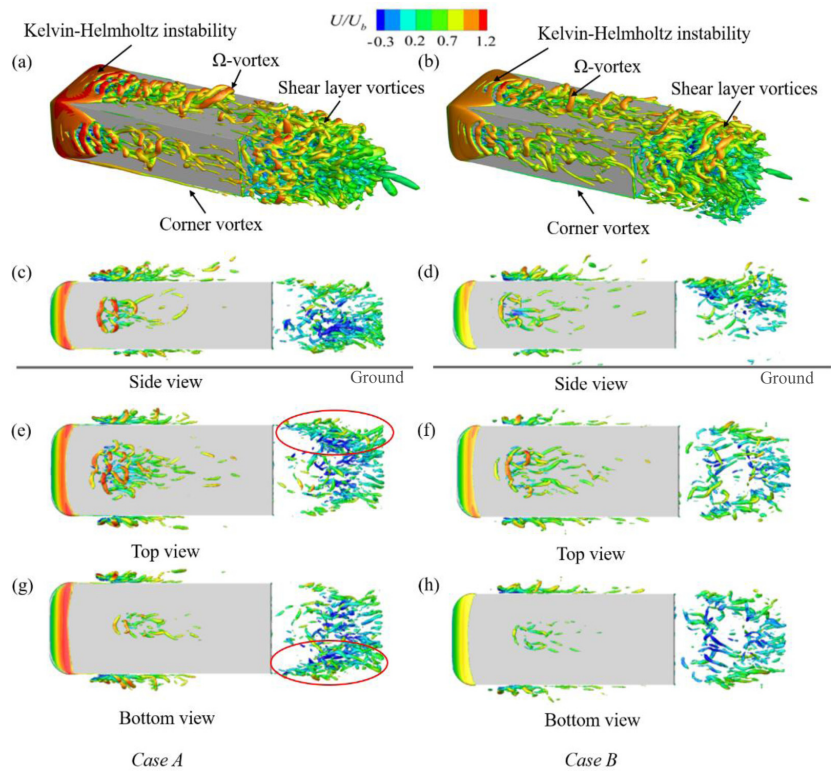 U/U_b
-0.3 0.2 0.7 1.2
Kelvin-Helmholtz instability
Ω-vortex
(a)
Shear layer vortices
Corner vortex
Kelvin-Helmholtz instability
Ω-vortex
(b)
Shear layer vortices
Corner vortex
(c)
(d)
Side view
Ground
Side view
Ground
(e)
(f)
Top view
Top view
(g)
(h)
Bottom view
Bottom view
Case A
Case B